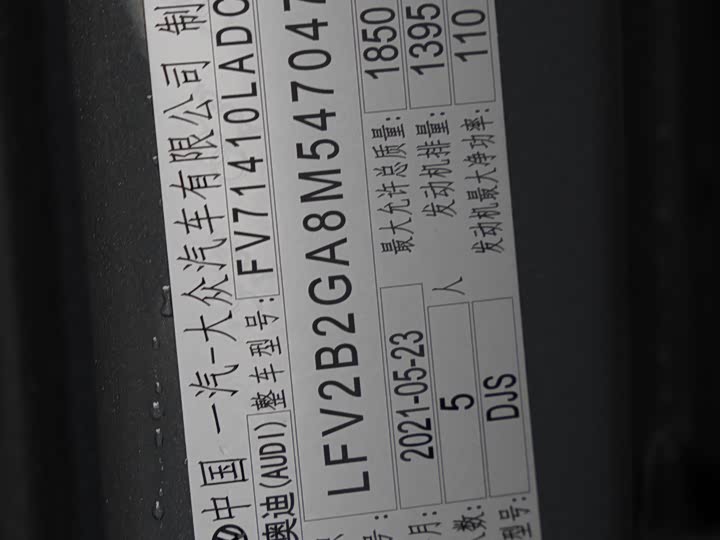 中国 一汽-大众汽车有限公司 制
奥迪(AUDI) 整车型号: FV71410LADC
LFV2B2GA8M547047
号:
月: 2021-05-23 最大允许总质量: 1850
数: 5 人 发动机排量: 1395
型号: DJS 发动机最大净功率: 110